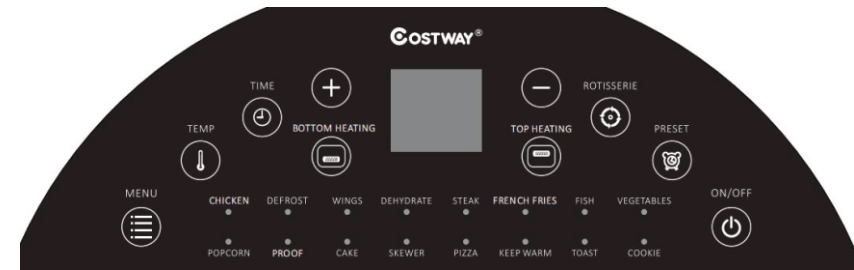 COSTWAY®
TIME
ROTISSERIE
TEMP
BOTTOM HEATING
TOP HEATING
PRESET
MENU
ON/OFF
CHICKEN DEFROST WINGS DEHYDRATE STEAK FRENCH FRIES FISH VEGETABLES
POPCORN PROOF CAKE SKEWER PIZZA KEEP WARM TOAST COOKIE